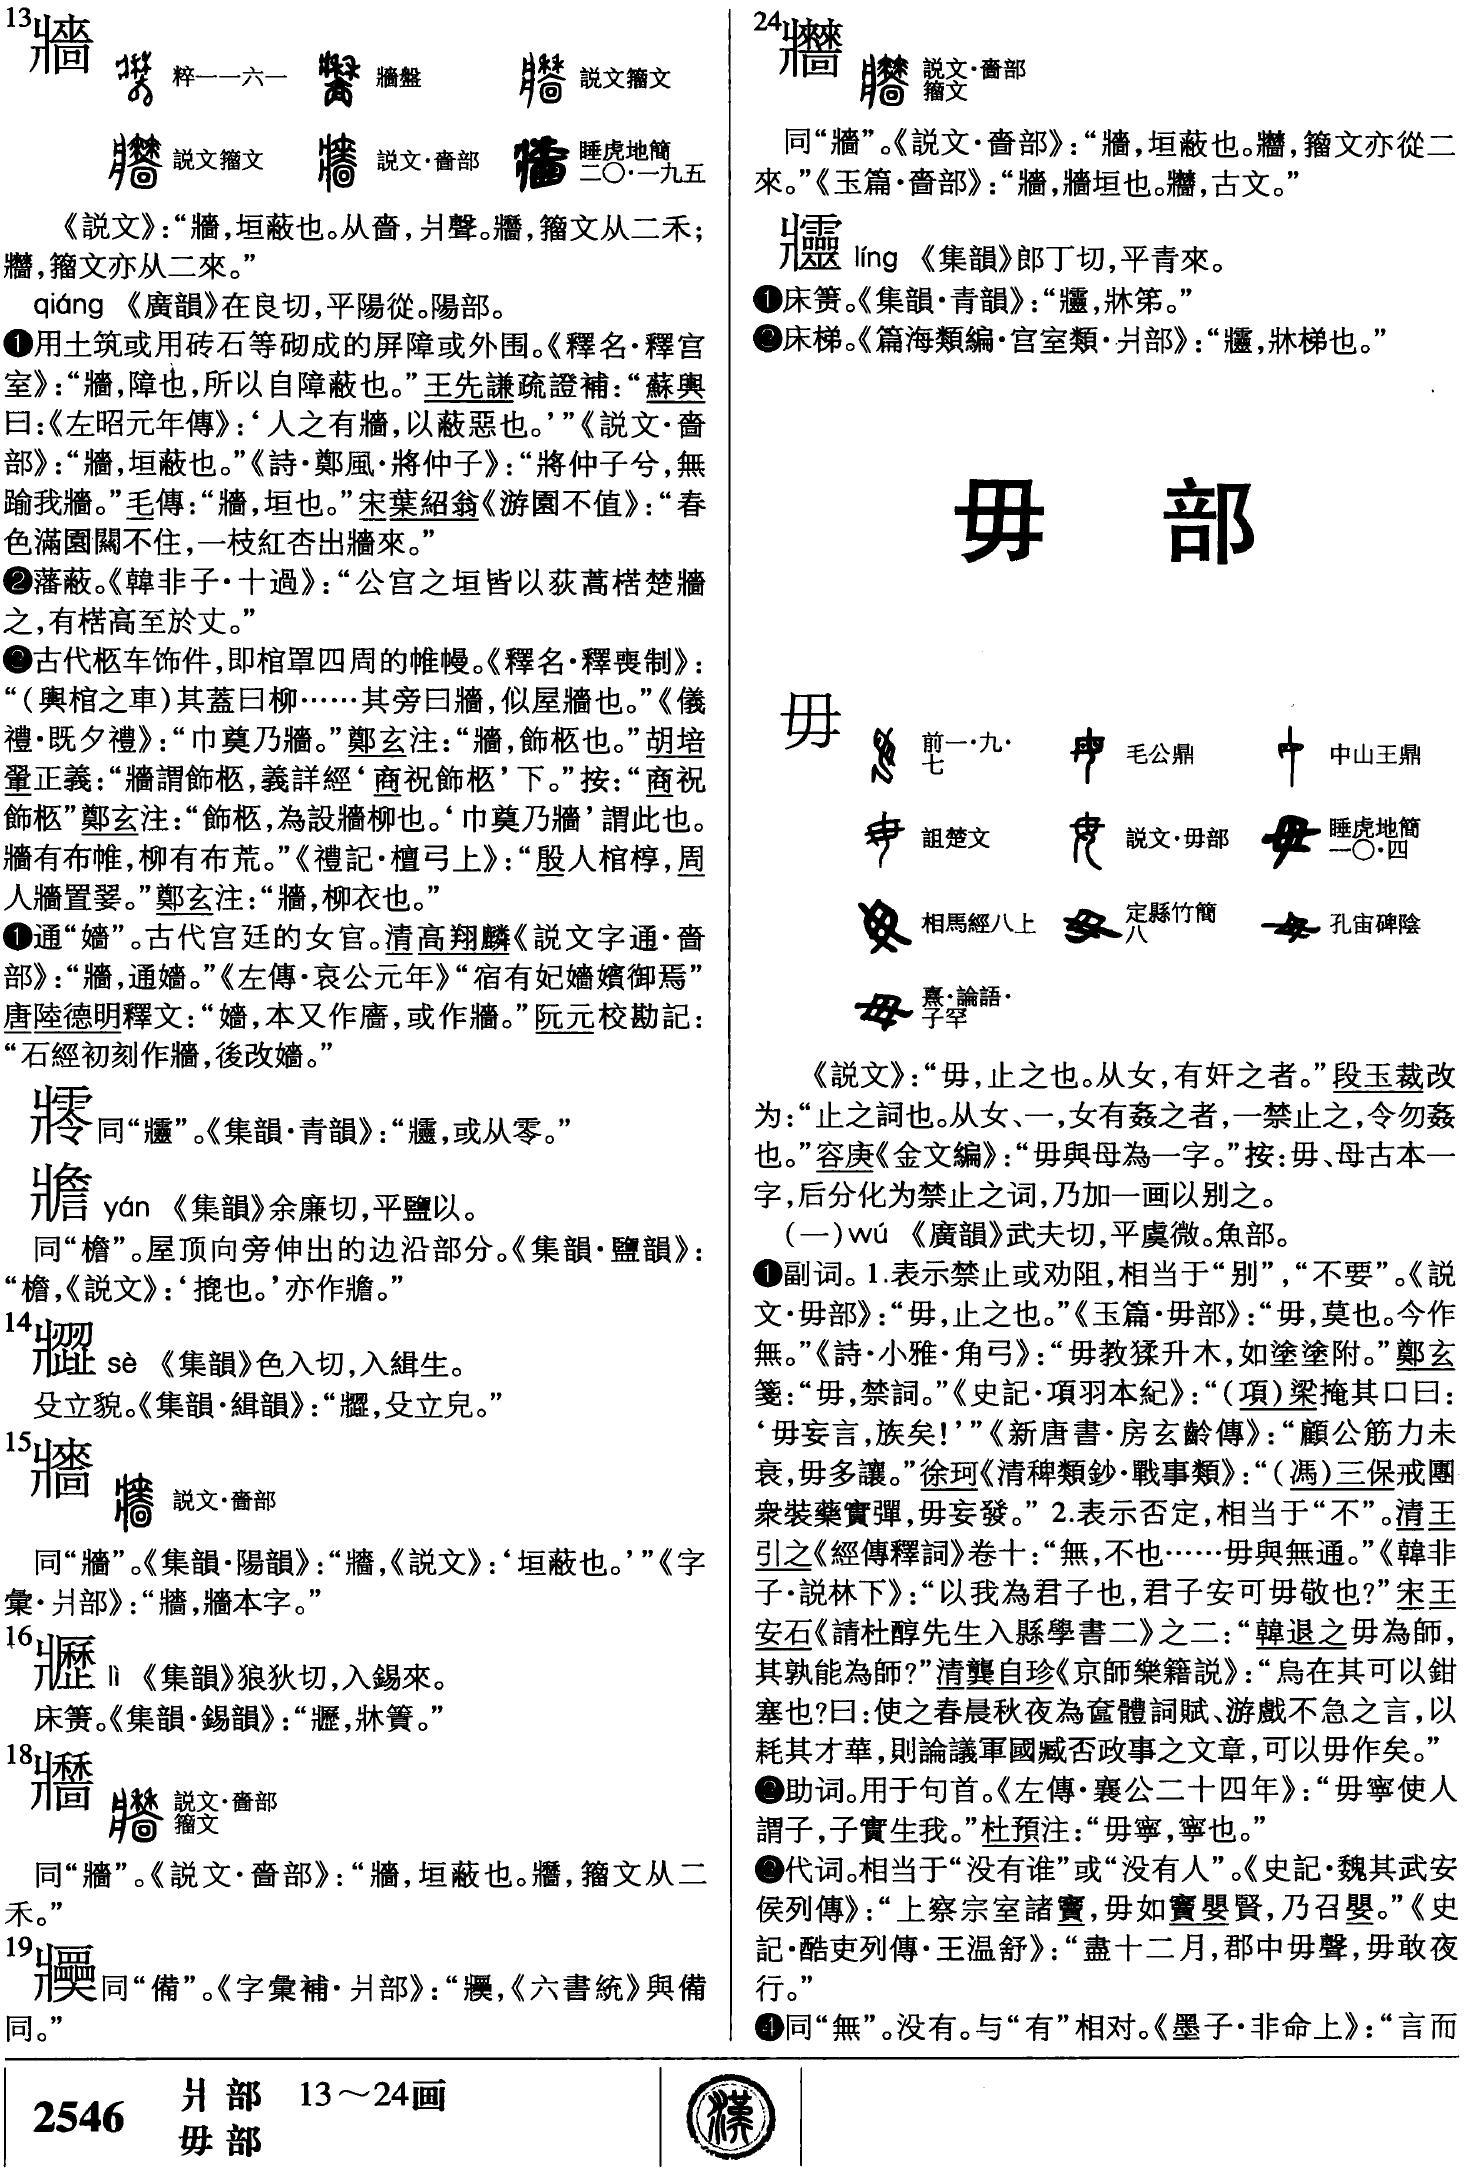 13
牆
粹一一六一
牆盤
説文籀文
説文籀文
説文·嗇部
睡虎地簡
二〇·一九五
《説文》：“牆，垣蔽也。从嗇，爿聲。𤗼，籀文从二禾；
𤗽，籀文亦从二來。”
qiáng 《廣韻》在良切，平陽從。陽部。
❶用土筑或用砖石等砌成的屏障或外围。《釋名·釋宫
室》：“牆，障也，所以自障蔽也。”王先謙疏證補：“蘇輿
曰：《左昭元年傳》：‘人之有牆，以蔽惡也。’”《説文·嗇
部》：“牆，垣蔽也。”《詩·鄭風·將仲子》：“將仲子兮，無
踰我牆。”毛傳：“牆，垣也。”宋葉紹翁《游園不值》：“春
色滿園關不住，一枝紅杏出牆來。”
❷藩蔽。《韓非子·十過》：“公宫之垣皆以荻蒿楛楚牆
之，有楛高至於丈。”
❸古代柩车饰件，即棺罩四周的帷幔。《釋名·釋喪制》：
“（輿棺之車）其蓋曰柳……其旁曰牆，似屋牆也。”《儀
禮·既夕禮》：“巾奠乃牆。”鄭玄注：“牆，飾柩也。”胡培
翬正義：“牆謂飾柩，義詳經‘商祝飾柩’下。”按：“商祝
飾柩”鄭玄注：“飾柩，為設牆柳也。‘巾奠乃牆’謂此也。
牆有布帷，柳有布荒。”《禮記·檀弓上》：“殷人棺椁，周
人牆置翣。”鄭玄注：“牆，柳衣也。”
❹通“嬙”。古代宫廷的女官。清高翔麟《説文字通·嗇
部》：“牆，通嬙。”《左傳·哀公元年》“宿有妃嬙嬪御焉”
唐陸德明釋文：“嬙，本又作廧，或作牆。”阮元校勘記：
“石經初刻作牆，後改嬙。”
同“”。《集韻·青韻》：“，或从零。”
yán 《集韻》余廉切，平鹽以。
同“檐”。屋顶向旁伸出的边沿部分。《集韻·鹽韻》：
“檐，《説文》：‘㮰也。’亦作。”
14
sè 《集韻》色入切，入緝生。
殳立貌。《集韻·緝韻》：“，殳立皃。”
15
説文·嗇部
同“牆”。《集韻·陽韻》：“，《説文》：‘垣蔽也。’”《字
彙·爿部》：“，牆本字。”
16
lì 《集韻》狼狄切，入錫來。
床箦。《集韻·錫韻》：“，牀簀。”
18
説文·嗇部
籀文
同“牆”。《説文·嗇部》：“牆，垣蔽也。，籀文从二
禾。”
19
同“備”。《字彙補·爿部》：“，《六書統》與備
同。”
24
説文·嗇部
籀文
同“牆”。《説文·嗇部》：“牆，垣蔽也。，籀文亦從二
來。”《玉篇·嗇部》：“牆，牆垣也。，古文。”
líng 《集韻》郎丁切，平青來。
❶床箦。《集韻·青韻》：“，牀笫。”
❷床梯。《篇海類編·宫室類·爿部》：“，牀梯也。”
毋 部
毋
前一·九·
七
毛公鼎
中山王鼎
詛楚文
説文·毋部
睡虎地簡
一〇·四
相馬經八上
定縣竹簡
八
孔宙碑陰
熹·論語·
子罕
《説文》：“毋，止之也。从女，有奸之者。”段玉裁改
为：“止之詞也。从女、一，女有姦之者，一禁止之，令勿姦
也。”容庚《金文編》：“毋與母為一字。”按：毋、母古本一
字，后分化为禁止之词，乃加一画以别之。
（一）wú 《廣韻》武夫切，平虞微。魚部。
❶副词。1.表示禁止或劝阻，相当于“别”，“不要”。《説
文·毋部》：“毋，止之也。”《玉篇·毋部》：“毋，莫也。今作
無。”《詩·小雅·角弓》：“毋教猱升木，如塗塗附。”鄭玄
箋：“毋，禁詞。”《史記·項羽本紀》：“（項）梁掩其口曰：
‘毋妄言，族矣！’”《新唐書·房玄齡傳》：“顧公筋力未
衰，毋多讓。”徐珂《清稗類鈔·戰事類》：“（馮）三保戒團
衆裝藥實彈，毋妄發。” 2.表示否定，相当于“不”。清王
引之《經傳釋詞》卷十：“無，不也……毋與無通。”《韓非
子·説林下》：“以我為君子也，君子安可毋敬也？”宋王
安石《請杜醇先生入縣學書二》之二：“韓退之毋為師，
其孰能為師？”清龔自珍《京師樂籍説》：“烏在其可以鉗
塞也？曰：使之春晨秋夜為奩體詞賦、游戲不急之言，以
耗其才華，則論議軍國臧否政事之文章，可以毋作矣。”
❷助词。用于句首。《左傳·襄公二十四年》：“毋寧使人
謂子，子實生我。”杜預注：“毋寧，寧也。”
❸代词。相当于“没有谁”或“没有人”。《史記·魏其武安
侯列傳》：“上察宗室諸竇，毋如竇嬰賢，乃召嬰。”《史
記·酷吏列傳·王温舒》：“盡十二月，郡中毋聲，毋敢夜
行。”
❹同“無”。没有。与“有”相对。《墨子·非命上》：“言而
2546
爿部 13～24画
毋部
漢